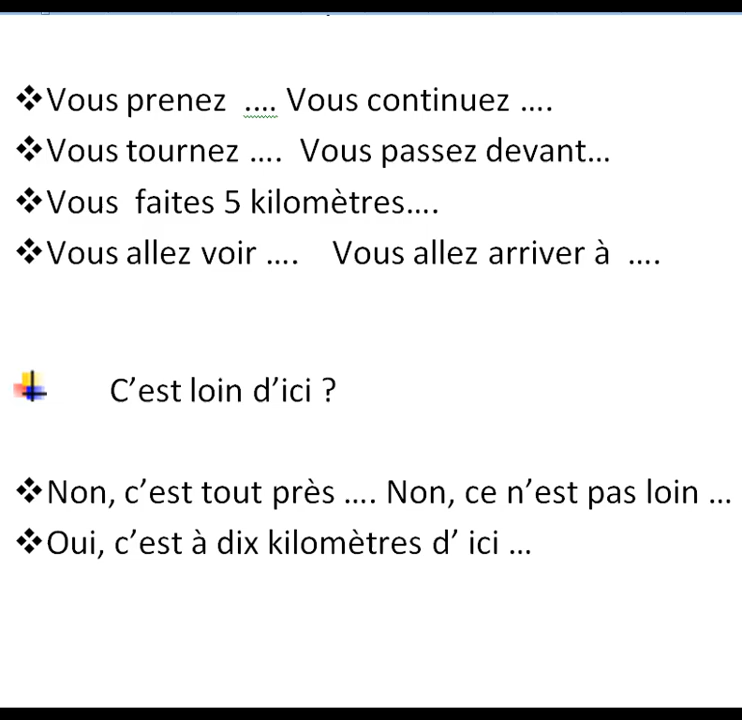 ❖Vous prenez .... Vous continuez ....
❖Vous tournez .... Vous passez devant...
❖Vous faites 5 kilomètres....
❖Vous allez voir .... Vous allez arriver à ....
C’est loin d’ici ?
❖Non, c’est tout près .... Non, ce n’est pas loin ...
❖Oui, c’est à dix kilomètres d’ ici ...